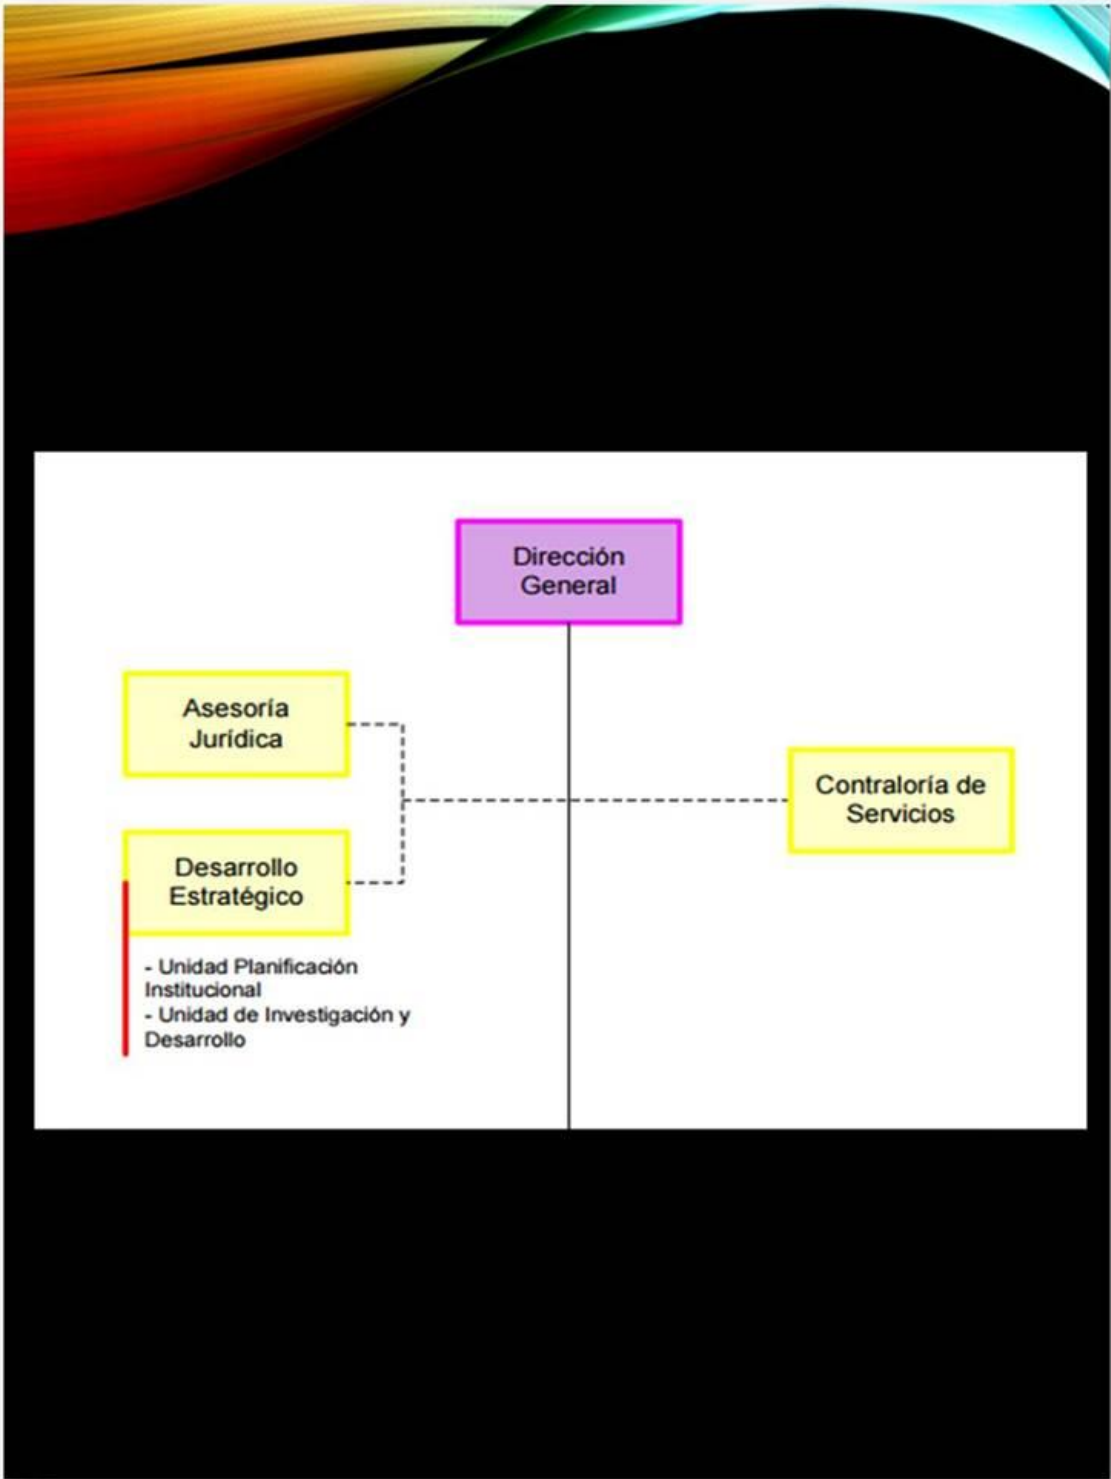 Dirección
General
Asesoría
Jurídica
Contraloría de
Servicios
Desarrollo
Estratégico
- Unidad Planificación
Institucional
- Unidad de Investigación y
Desarrollo